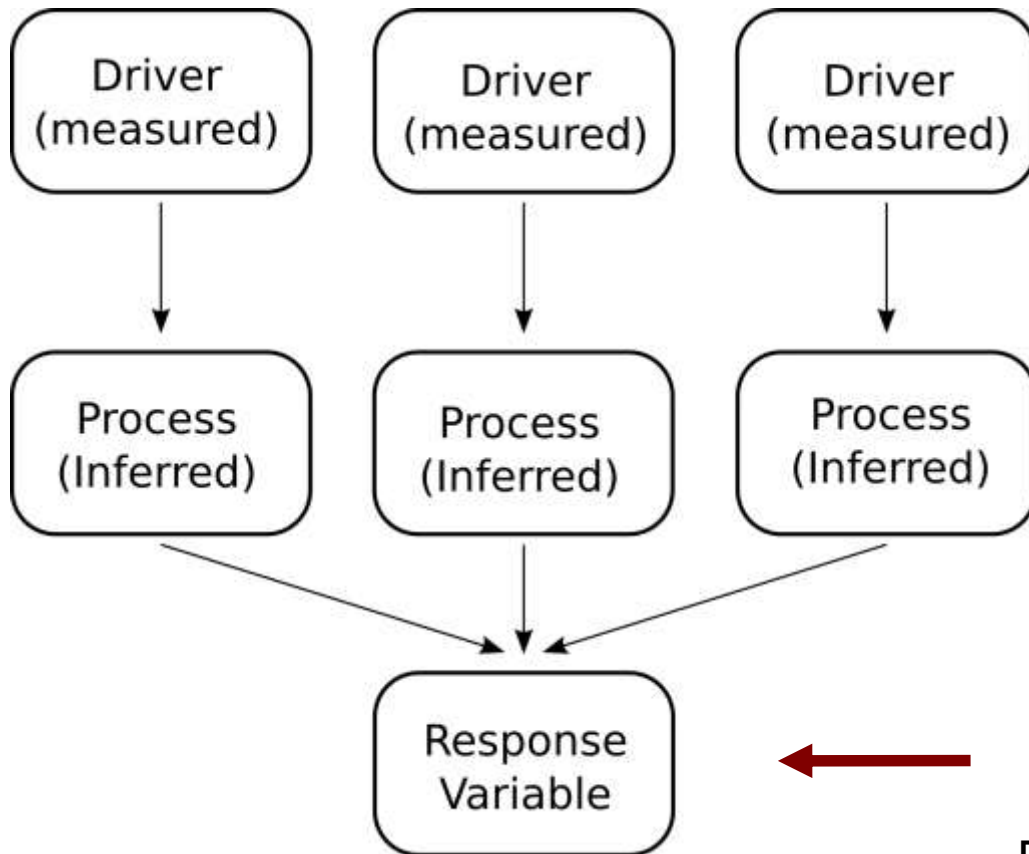 Driver
(measured)
Driver
(measured)
Driver
(measured)
Process
(Inferred)
Process
(Inferred)
Process
(Inferred)
Response
Variable